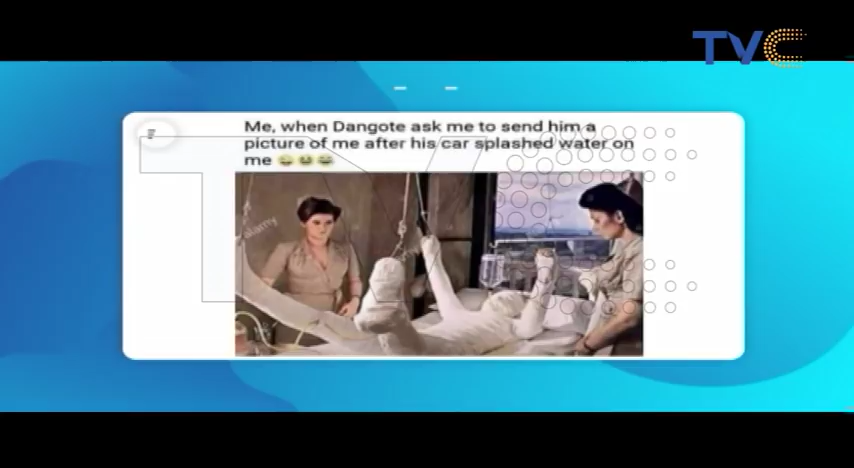 TVC
Me, when Dangote ask me to send him a
picture of me after his car splashed water on
me 😂😂😂
alamy